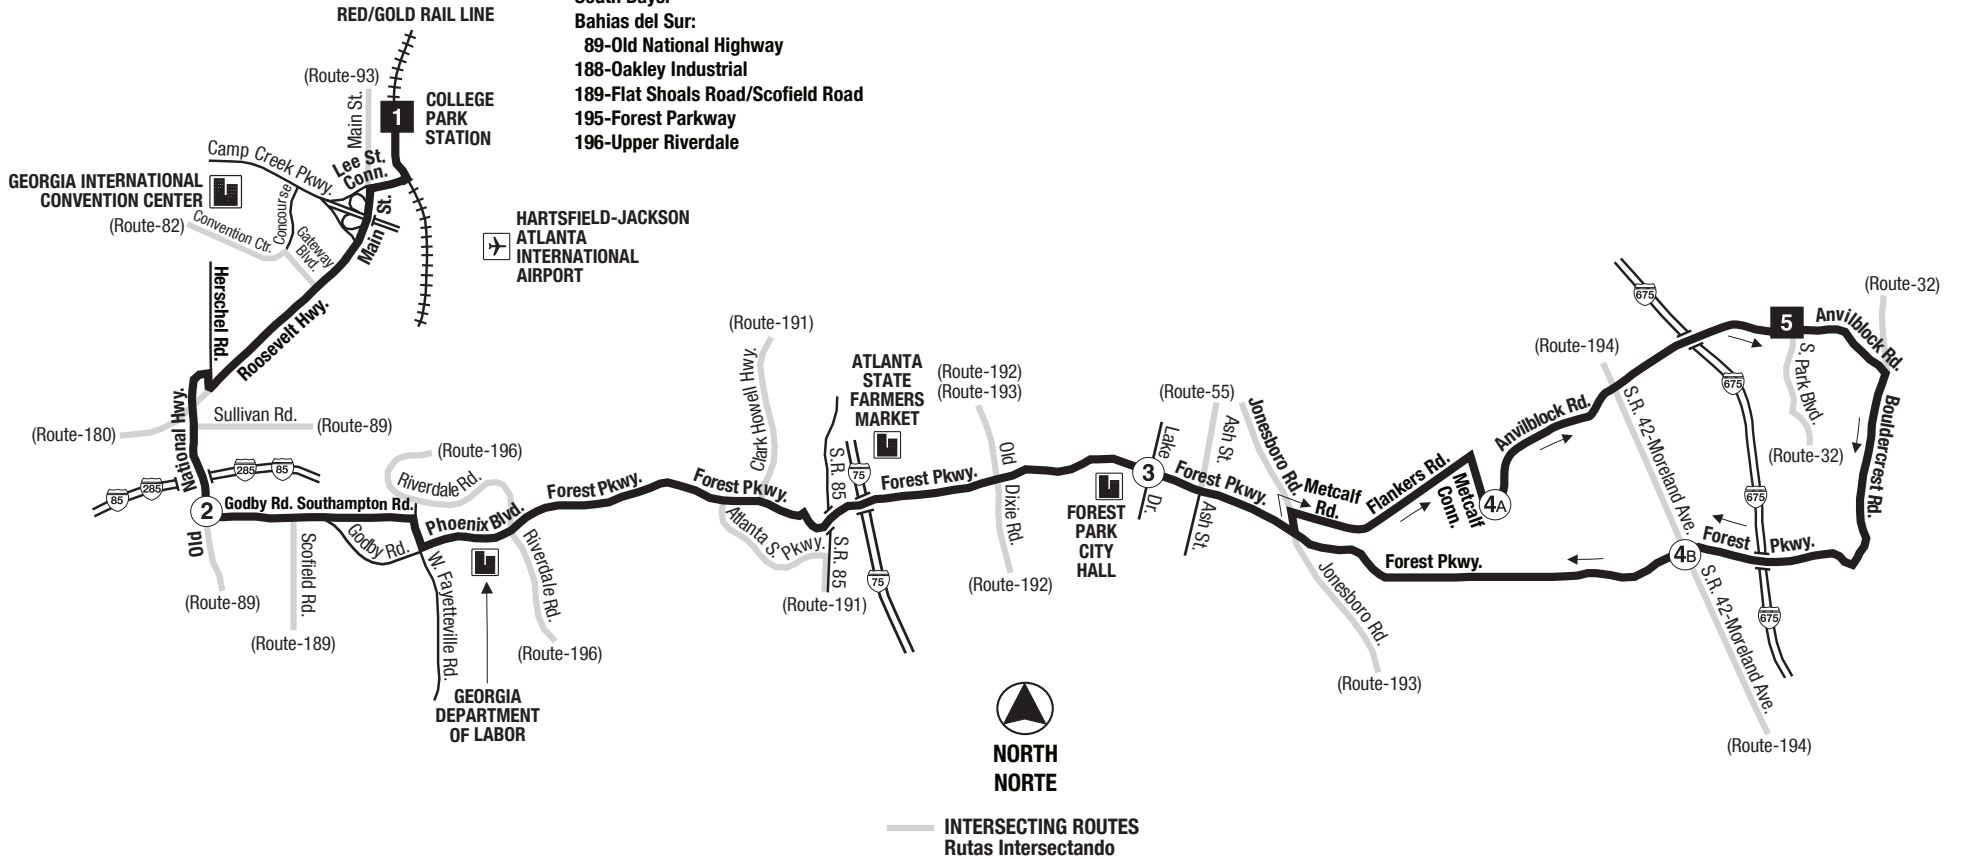 RED/GOLD RAIL LINE
Bahias del Sur:
89-Old National Highway
188-Oakley Industrial
189-Flat Shoals Road/Scofield Road
195-Forest Parkway
196-Upper Riverdale
(Route-93)
Main St.
1
COLLEGE
PARK
STATION
Lee St.
Conn.
Camp Creek Pkwy.
GEORGIA INTERNATIONAL
CONVENTION CENTER
(Route-82)
Convention Ctr.
Concourse
Gateway
Blvd.
Main St.
HARTSFIELD-JACKSON
ATLANTA
INTERNATIONAL
AIRPORT
Herschel Rd.
Roosevelt Hwy.
Sullivan Rd.
(Route-89)
(Route-180)
Old
National Hwy.
85
285
285
85
2
Godby Rd.
Southampton Rd.
(Route-89)
Scofield Rd.
(Route-189)
Godby Rd.
W. Fayetteville Rd.
(Route-196)
Riverdale Rd.
Phoenix Blvd.
Riverdale Rd.
(Route-196)
GEORGIA
DEPARTMENT
OF LABOR
Forest Pkwy.
Forest Pkwy.
(Route-191)
Clark Howell Hwy.
Atlanta S. Pkwy.
(Route-191)
S.R. 85
S.R. 85
75
75
ATLANTA
STATE
FARMERS
MARKET
Forest Pkwy.
(Route-192)
(Route-193)
Old
Dixie Rd.
(Route-192)
FOREST
PARK
CITY
HALL
3
Lake
Dr.
Forest Pkwy.
(Route-55)
Ash St.
Ash St.
Jonesboro Rd.
Metcalf
Rd.
Flankers Rd.
Metcalf
Conn.
4A
Anvilblock Rd.
Jonesboro Rd.
(Route-193)
Forest Pkwy.
(Route-194)
S.R. 42-Moreland Ave.
4B
S.R. 42-Moreland Ave.
(Route-194)
675
675
675
675
5
Anvilblock Rd.
(Route-32)
S. Park Blvd.
(Route-32)
Bouldercrest Rd.
Forest Pkwy.
NORTH
NORTE
INTERSECTING ROUTES
Rutas Intersectando